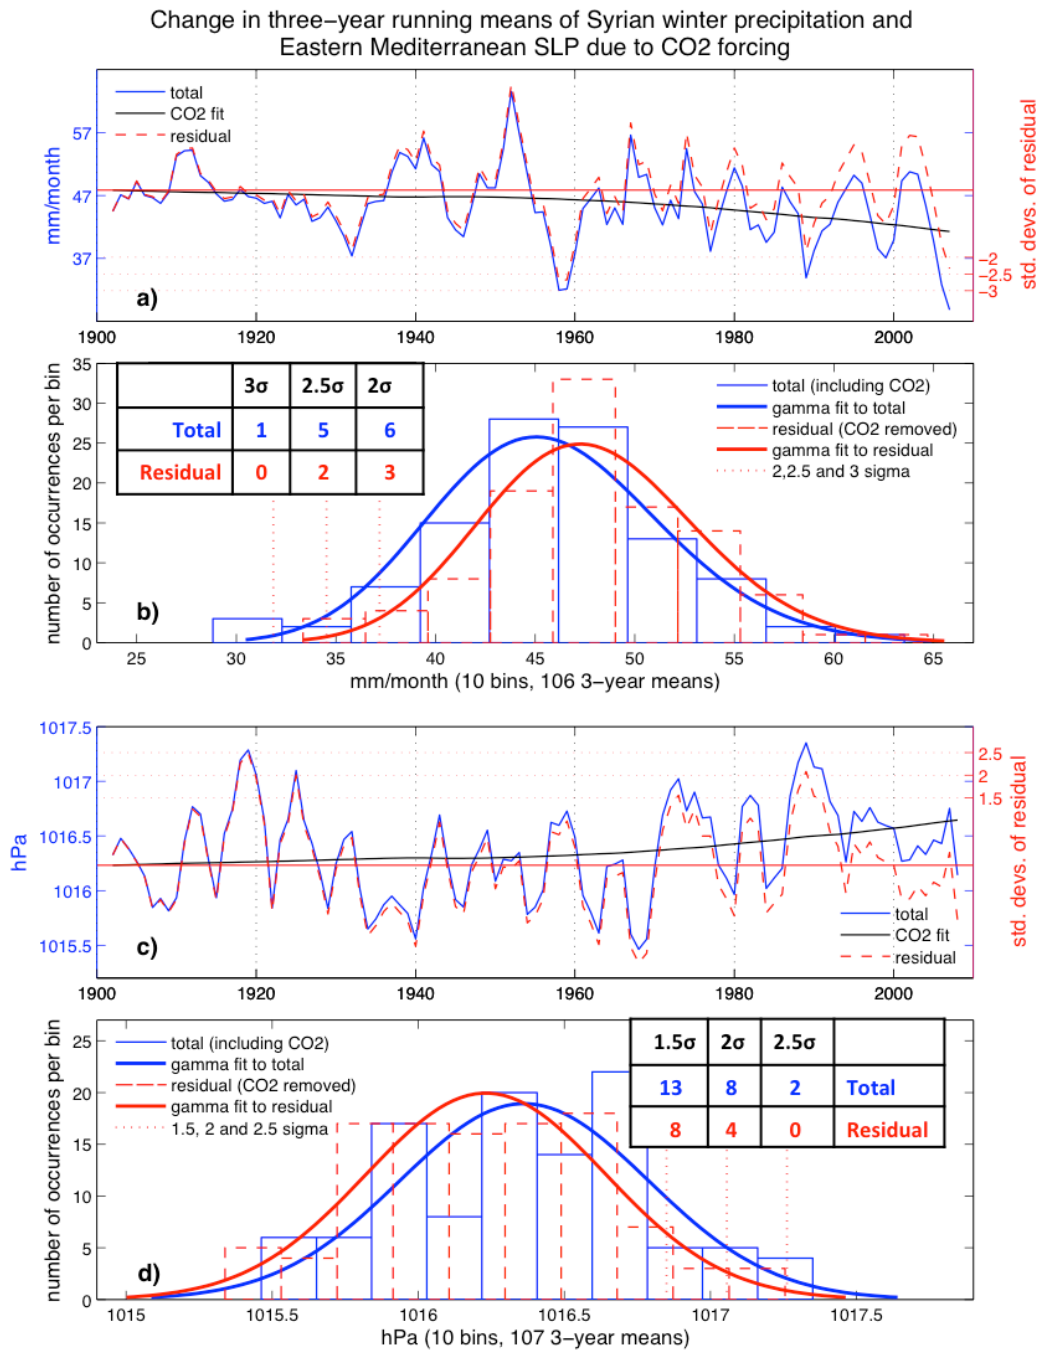 Change in three−year running means of Syrian winter precipitation and
Eastern Mediterranean SLP due to CO2 forcing
total
CO2 fit
residual
57
47
37
mm/month
−2
−2.5
−3
std. devs. of residual
a)
1900 1920 1940 1960 1980 2000
35
30
25
20
15
10
5
0
number of occurrences per bin
3σ 2.5σ 2σ
Total 1 5 6
Residual 0 2 3
total (including CO2)
gamma fit to total
residual (CO2 removed)
gamma fit to residual
2,2.5 and 3 sigma
b)
25 30 35 40 45 50 55 60 65
mm/month (10 bins, 106 3−year means)
1017.5
1017
1016.5
1016
1015.5
hPa
2.5
2
1.5
std. devs. of residual
total
CO2 fit
residual
c)
1900 1920 1940 1960 1980 2000
25
20
15
10
5
0
number of occurrences per bin
total (including CO2)
gamma fit to total
residual (CO2 removed)
gamma fit to residual
1.5, 2 and 2.5 sigma
1.5σ 2σ 2.5σ
13 8 2 Total
8 4 0 Residual
d)
1015 1015.5 1016 1016.5 1017 1017.5
hPa (10 bins, 107 3−year means)